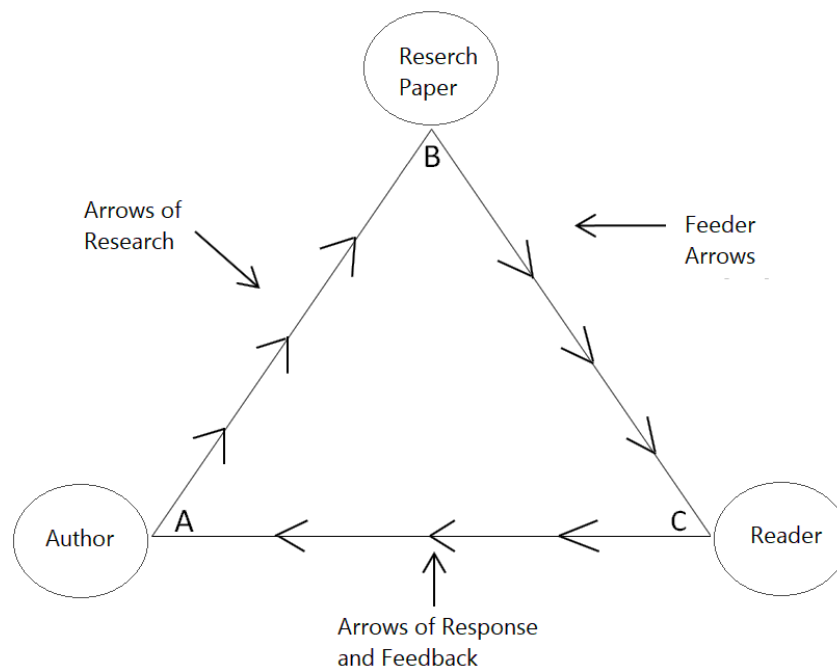 Reserch
Paper
B
Arrows of
Research
Feeder
Arrows
Author
A
C
Reader
Arrows of Response
and Feedback